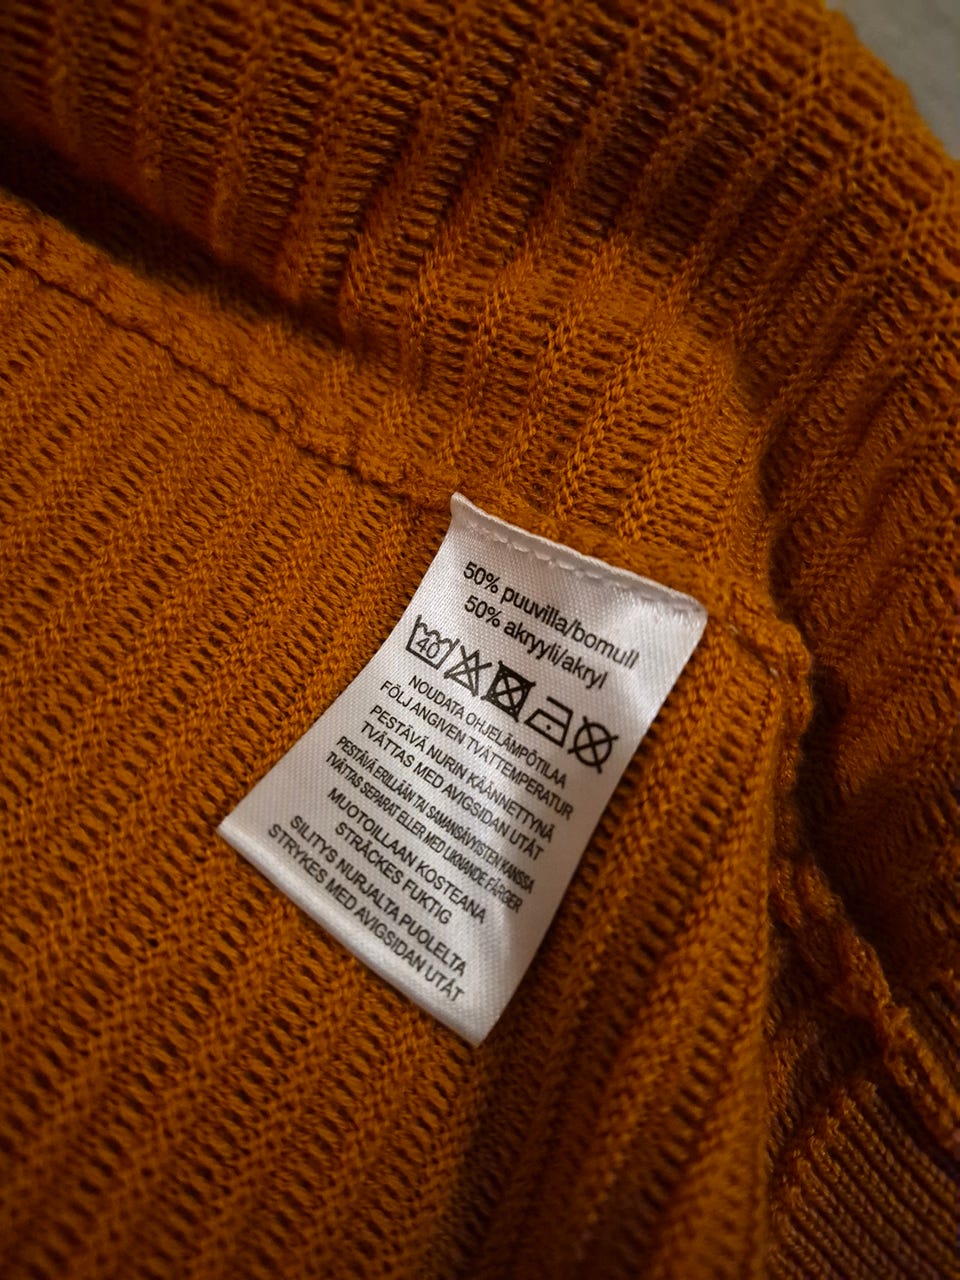 50% puuvilla/bomull
50% akryyli/akryl
40
NOUDATA OHJELÄMPÖTILAA
FÖLJ ANGIVEN TVÄTTEMPERATUR
PESTÄVÄ NURIN KÄÄNNETTYNÄ
TVÄTTAS MED AVIGSIDAN UTÅT
PESTÄVÄ ERILLÄÄN TAI SAMANSÄVYISTEN KANSSA
TVÄTTAS SEPARAT ELLER MED LIKNANDE FÄRGER
MUOTOILLAAN KOSTEANA
STRÄCKES FUKTIG
SILITYS NURJALTA PUOLELTA
STRYKES MED AVIGSIDAN UTÅT